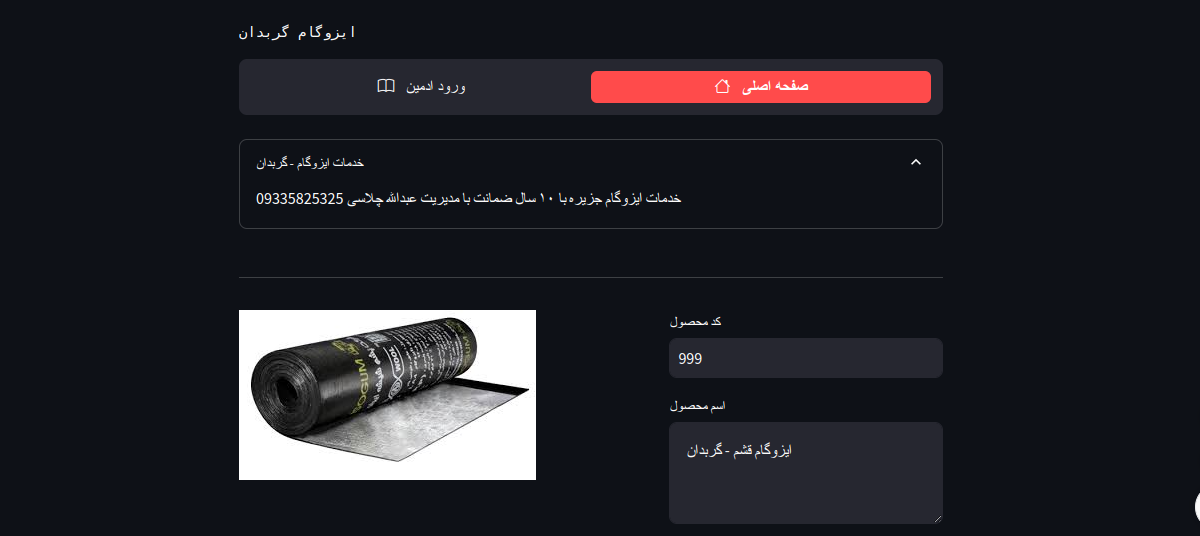 ایزوگام گربدان
صفحه اصلی
ورود ادمین
خدمات ایزوگام - گربدان
خدمات ایزوگام جزیره با ۱۰ سال ضمانت با مدیریت عبدالله چلاسی 09335825325
کد محصول
999
اسم محصول
ایزوگام قشم - گربدان